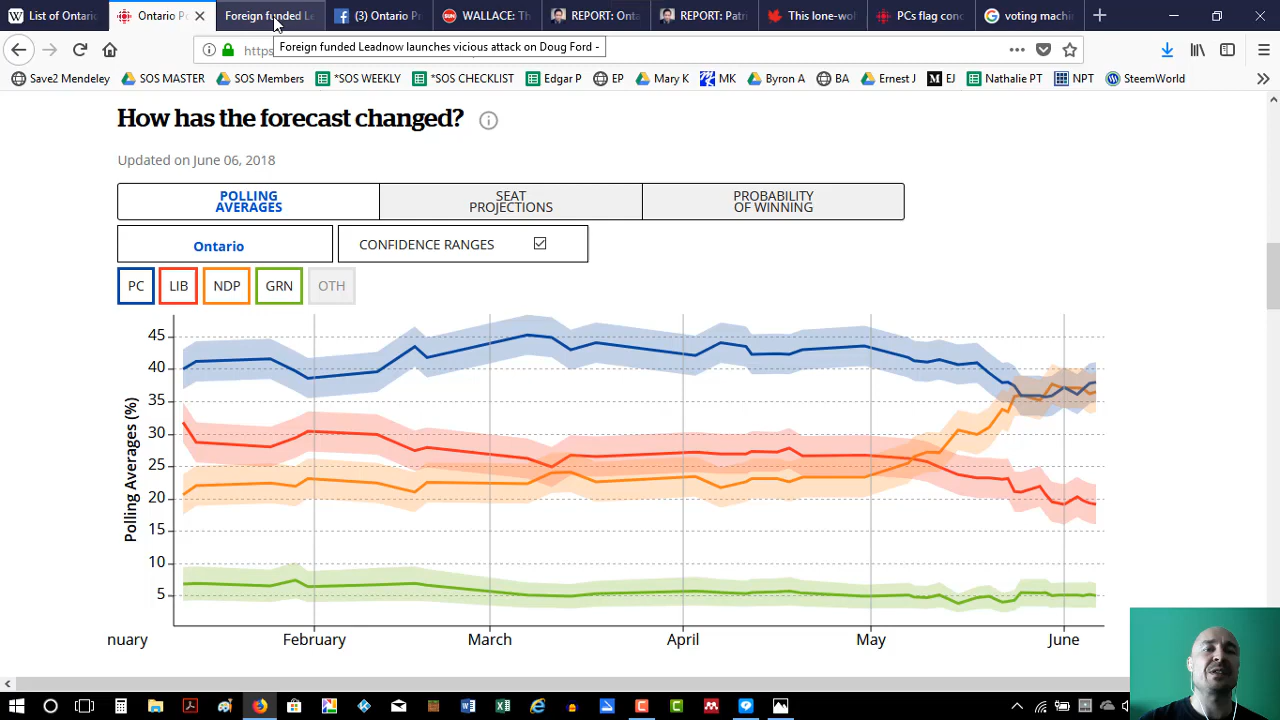 List of Ontari
Ontario Po
Foreign funded Le
(3) Ontario P
WALLACE: Th
REPORT: Onta
REPORT: Patr
This lone-wol
PCs flag conc
voting machi
https
Foreign funded Leadnow launches vicious attack on Doug Ford -
Save2 Mendeley
SOS MASTER
SOS Members
*SOS WEEKLY
*SOS CHECKLIST
Edgar P
EP
Mary K
MK
Byron A
BA
Ernest J
EJ
Nathalie PT
NPT
SteemWorld
How has the forecast changed?
Updated on June 06, 2018
POLLING
AVERAGES
SEAT
PROJECTIONS
PROBABILITY
OF WINNING
Ontario
CONFIDENCE RANGES
PC
LIB
NDP
GRN
OTH
Polling Averages (%)
45
40
35
30
25
20
15
10
5
nuary
February
March
April
May
June